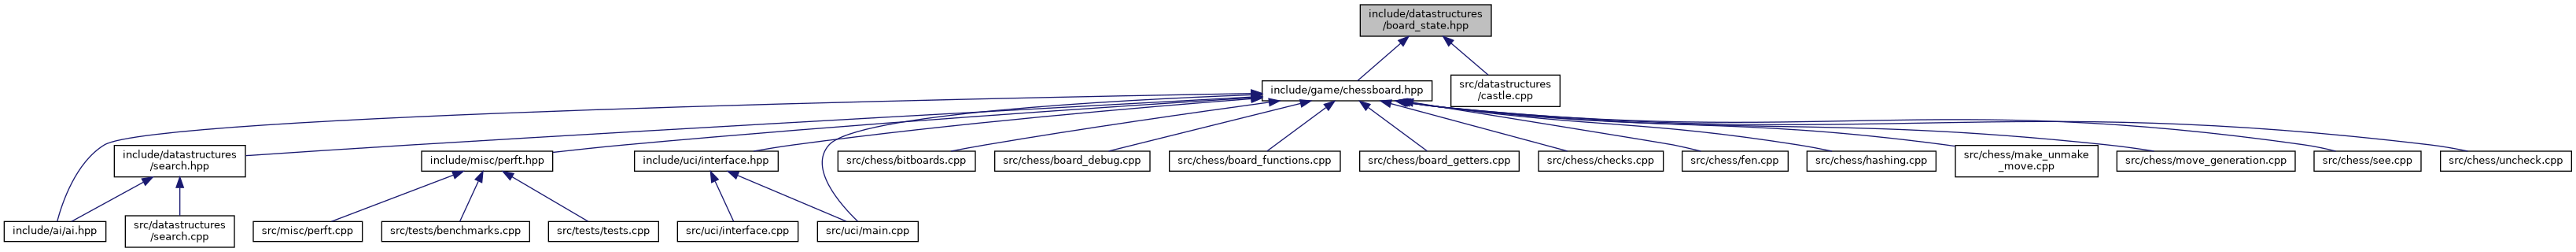 include/datastructures
/board_state.hpp
include/game/chessboard.hpp
src/datastructures
/castle.cpp
include/datastructures
/search.hpp
include/misc/perft.hpp
include/uci/interface.hpp
src/chess/bitboards.cpp
src/chess/board_debug.cpp
src/chess/board_functions.cpp
src/chess/board_getters.cpp
src/chess/checks.cpp
src/chess/fen.cpp
src/chess/hashing.cpp
src/chess/make_unmake
_move.cpp
src/chess/move_generation.cpp
src/chess/see.cpp
src/chess/uncheck.cpp
include/ai/ai.hpp
src/datastructures
/search.cpp
src/misc/perft.cpp
src/tests/benchmarks.cpp
src/tests/tests.cpp
src/uci/interface.cpp
src/uci/main.cpp